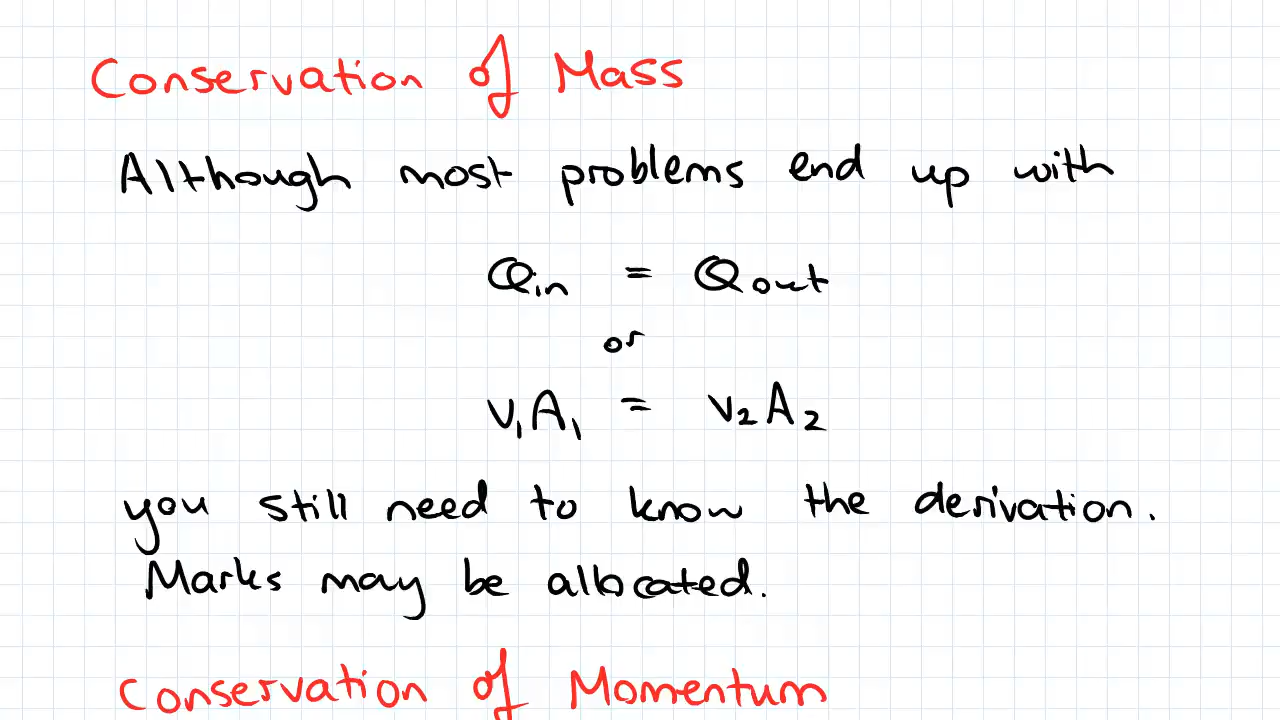 Conservation of Mass
Although most problems end up with
Qin = Qout
or
v₁A₁ = v₂A₂
you still need to know the derivation.
Marks may be allocated.
Conservation of Momentum